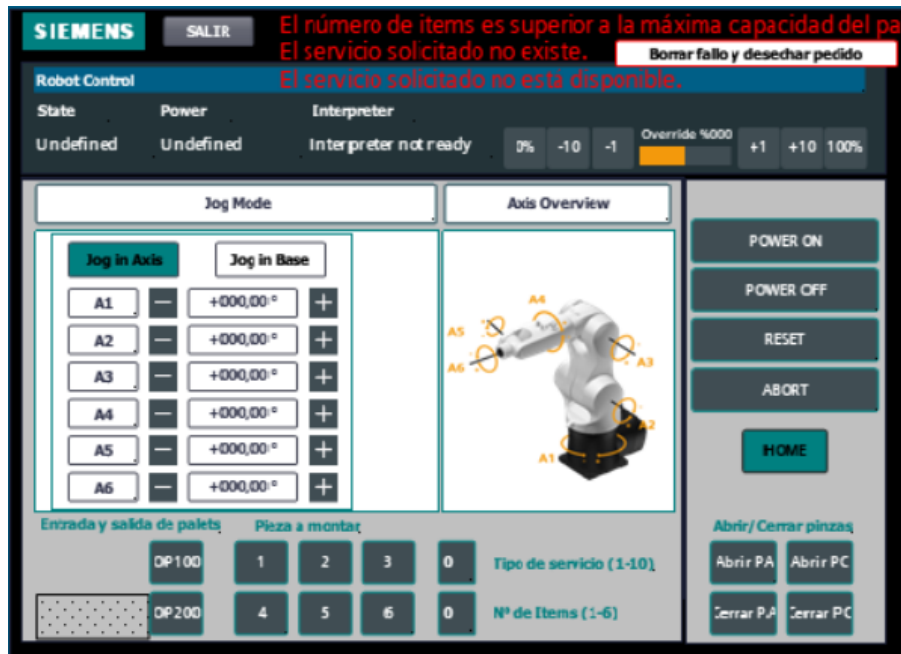 SIEMENS SALIR El número de items es superior a la máxima capacidad del pa
El servicio solicitado no existe. Borrar fallo y desechar pedido
Robot Control El servicio solicitado no está disponible.
State Power Interpreter
Undefined Undefined Interpreter not ready 0% -10 -1 Override %000 +1 +10 100%
Jog Mode Axis Overview
Jog in Axis Jog in Base
POWER ON
A1 — +000,00 ° +
A2 — +000,00 ° +
A3 — +000,00 ° +
A4 — +000,00 ° +
A5 — +000,00 ° +
A6 — +000,00 ° +
A4
A5
A6
A3
A2
A1
POWER OFF
RESET
ABORT
HOME
Entrada y salida de palets Pieza a montar Abrir/Cerrar pinzas
OP100 1 2 3 0 Tipo de servicio (1-10) Abrir PA Abrir PC
OP200 4 5 6 0 Nº de Items (1-6) Cerrar PA Cerrar PC